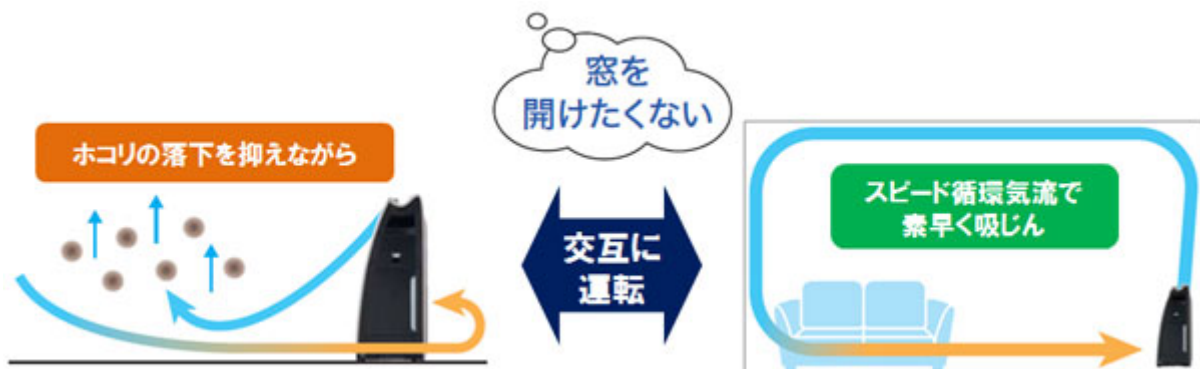 窓を
開けたくない
ホコリの落下を抑えながら
交互に
運転
スピード循環気流で
素早く吸じん